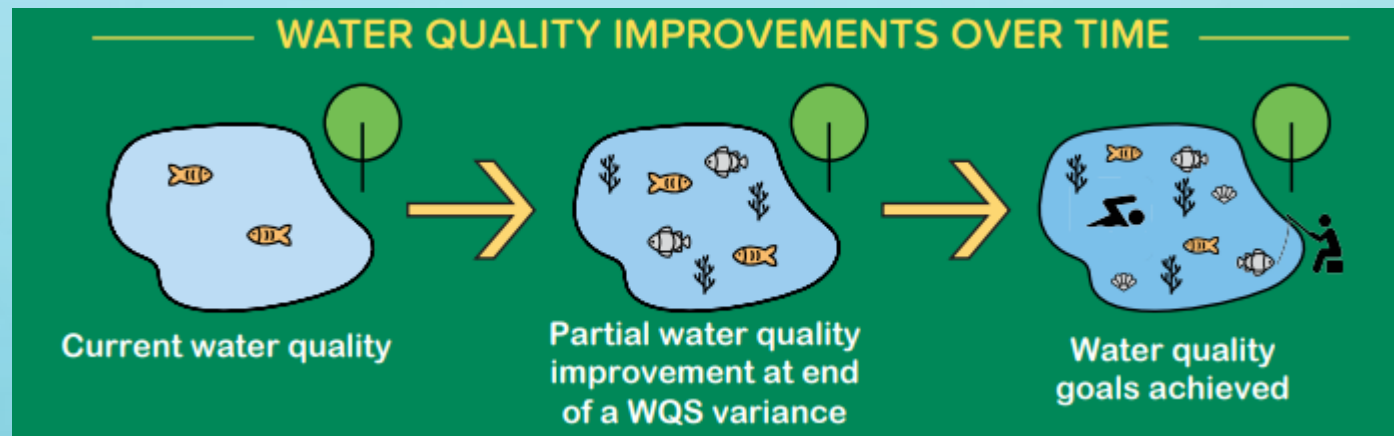 WATER QUALITY IMPROVEMENTS OVER TIME
Current water quality
Partial water quality
improvement at end
of a WQS variance
Water quality
goals achieved